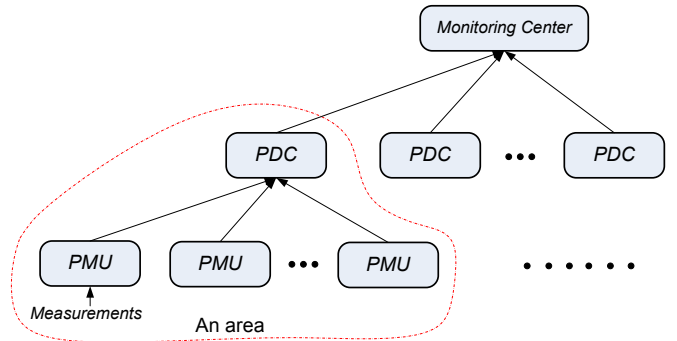 Monitoring Center
PDC
PDC
PDC
PMU
PMU
PMU
Measurements
An area